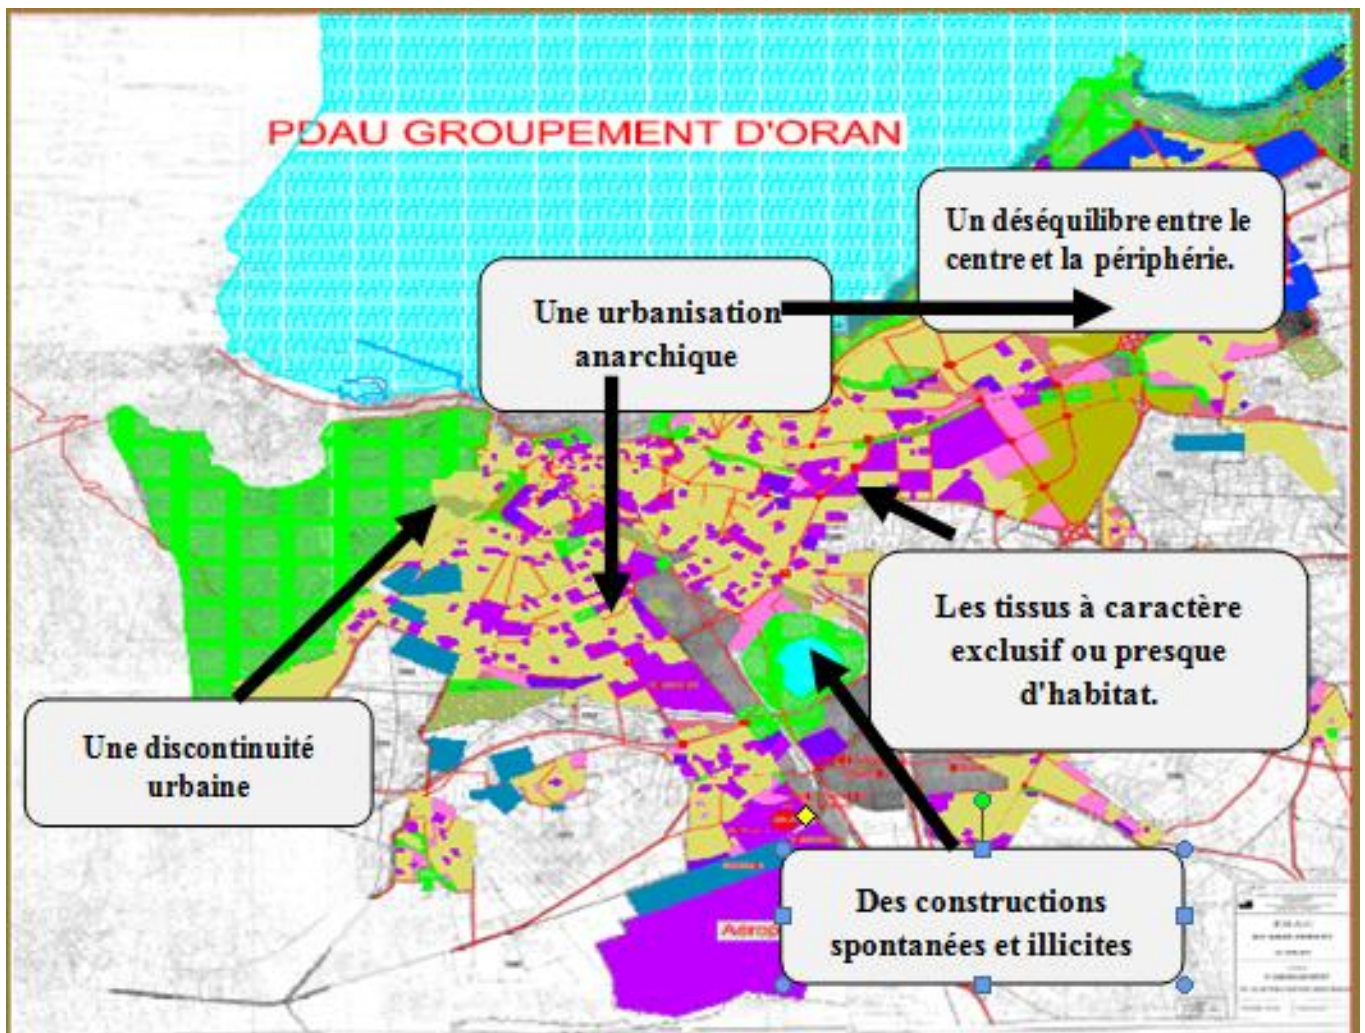 PDAU GROUPEMENT D'ORAN
Un déséquilibre entre le
centre et la périphérie.
Une urbanisation
anarchique
Les tissus à caractère
exclusif ou presque
d'habitat.
Une discontinuité
urbaine
Des constructions
spontanées et illicites